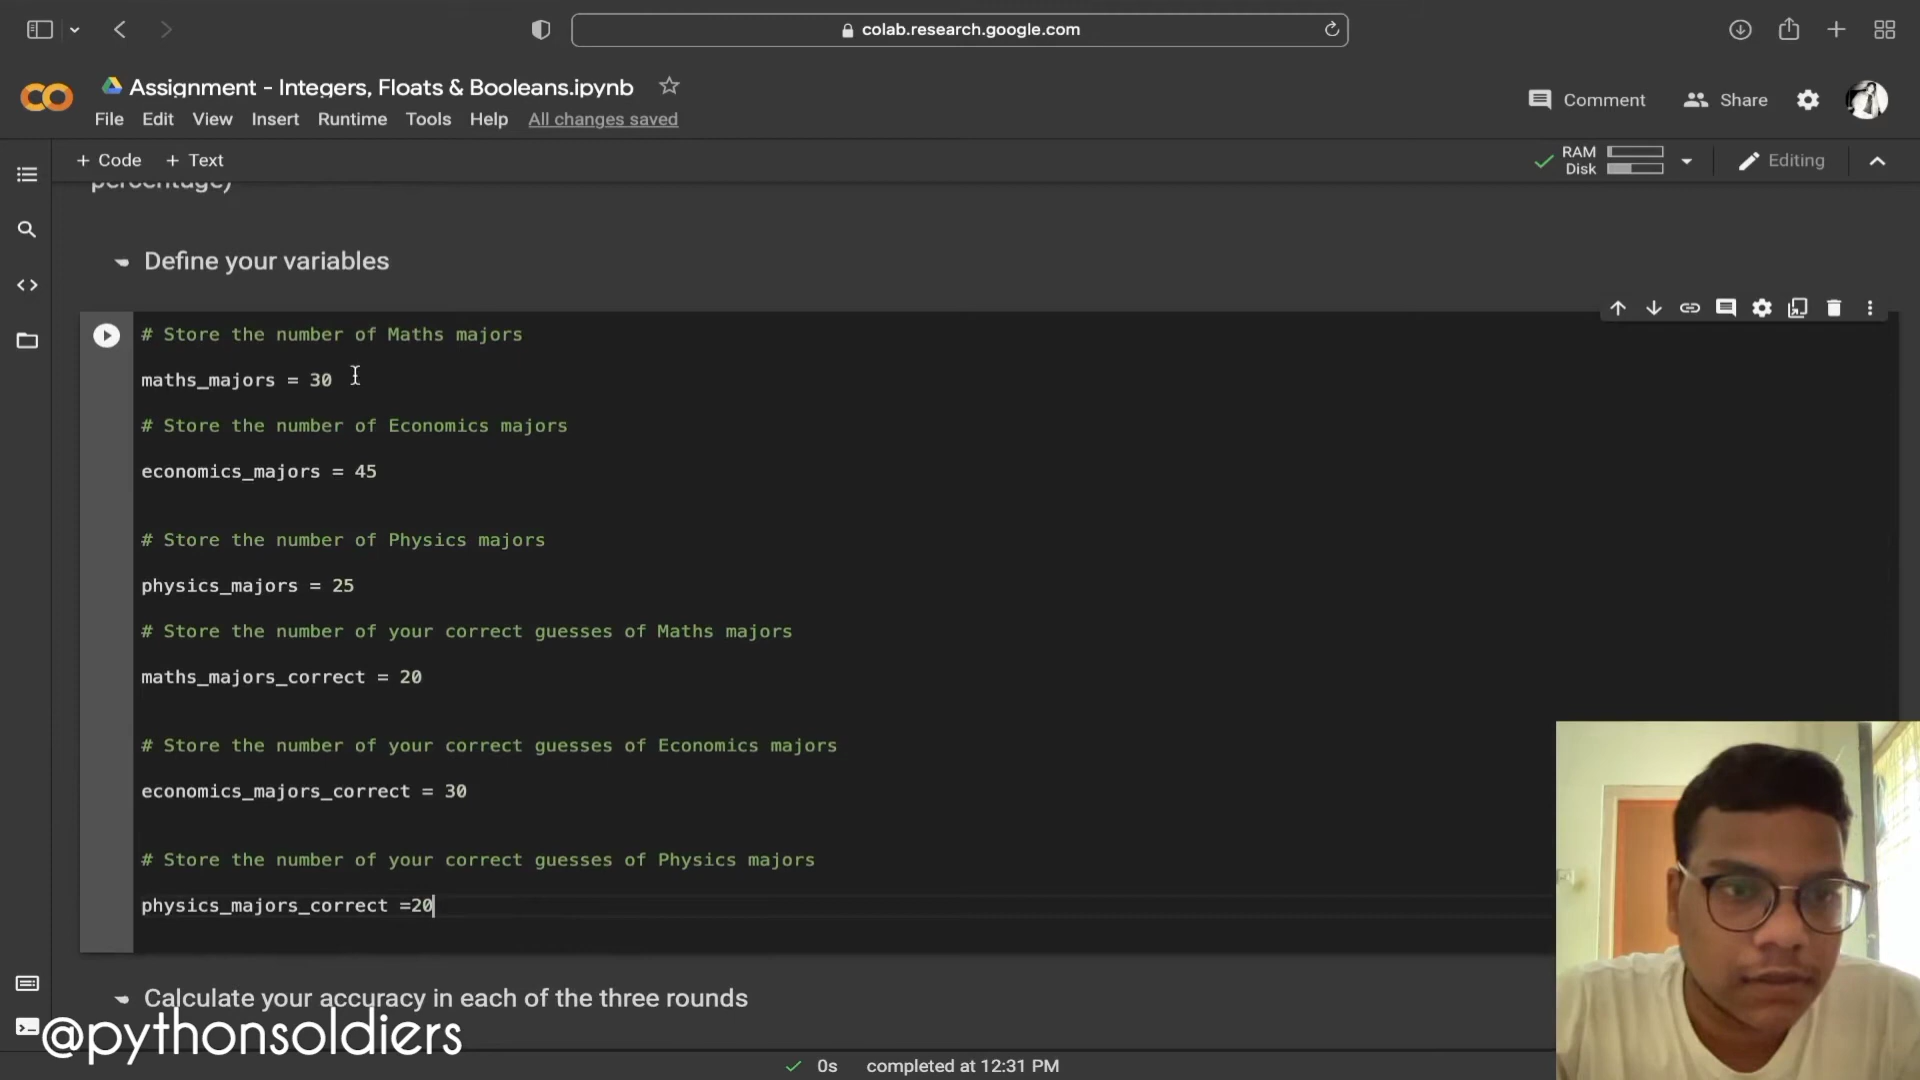 colab.research.google.com
Assignment - Integers, Floats & Booleans.ipynb
Comment
Share
File Edit View Insert Runtime Tools Help All changes saved
+ Code + Text
RAM
Disk
Editing
percentage)
Define your variables
# Store the number of Maths majors
maths_majors = 30
# Store the number of Economics majors
economics_majors = 45
# Store the number of Physics majors
physics_majors = 25
# Store the number of your correct guesses of Maths majors
maths_majors_correct = 20
# Store the number of your correct guesses of Economics majors
economics_majors_correct = 30
# Store the number of your correct guesses of Physics majors
physics_majors_correct =20
Calculate your accuracy in each of the three rounds
@pythonsoldiers
0s completed at 12:31 PM